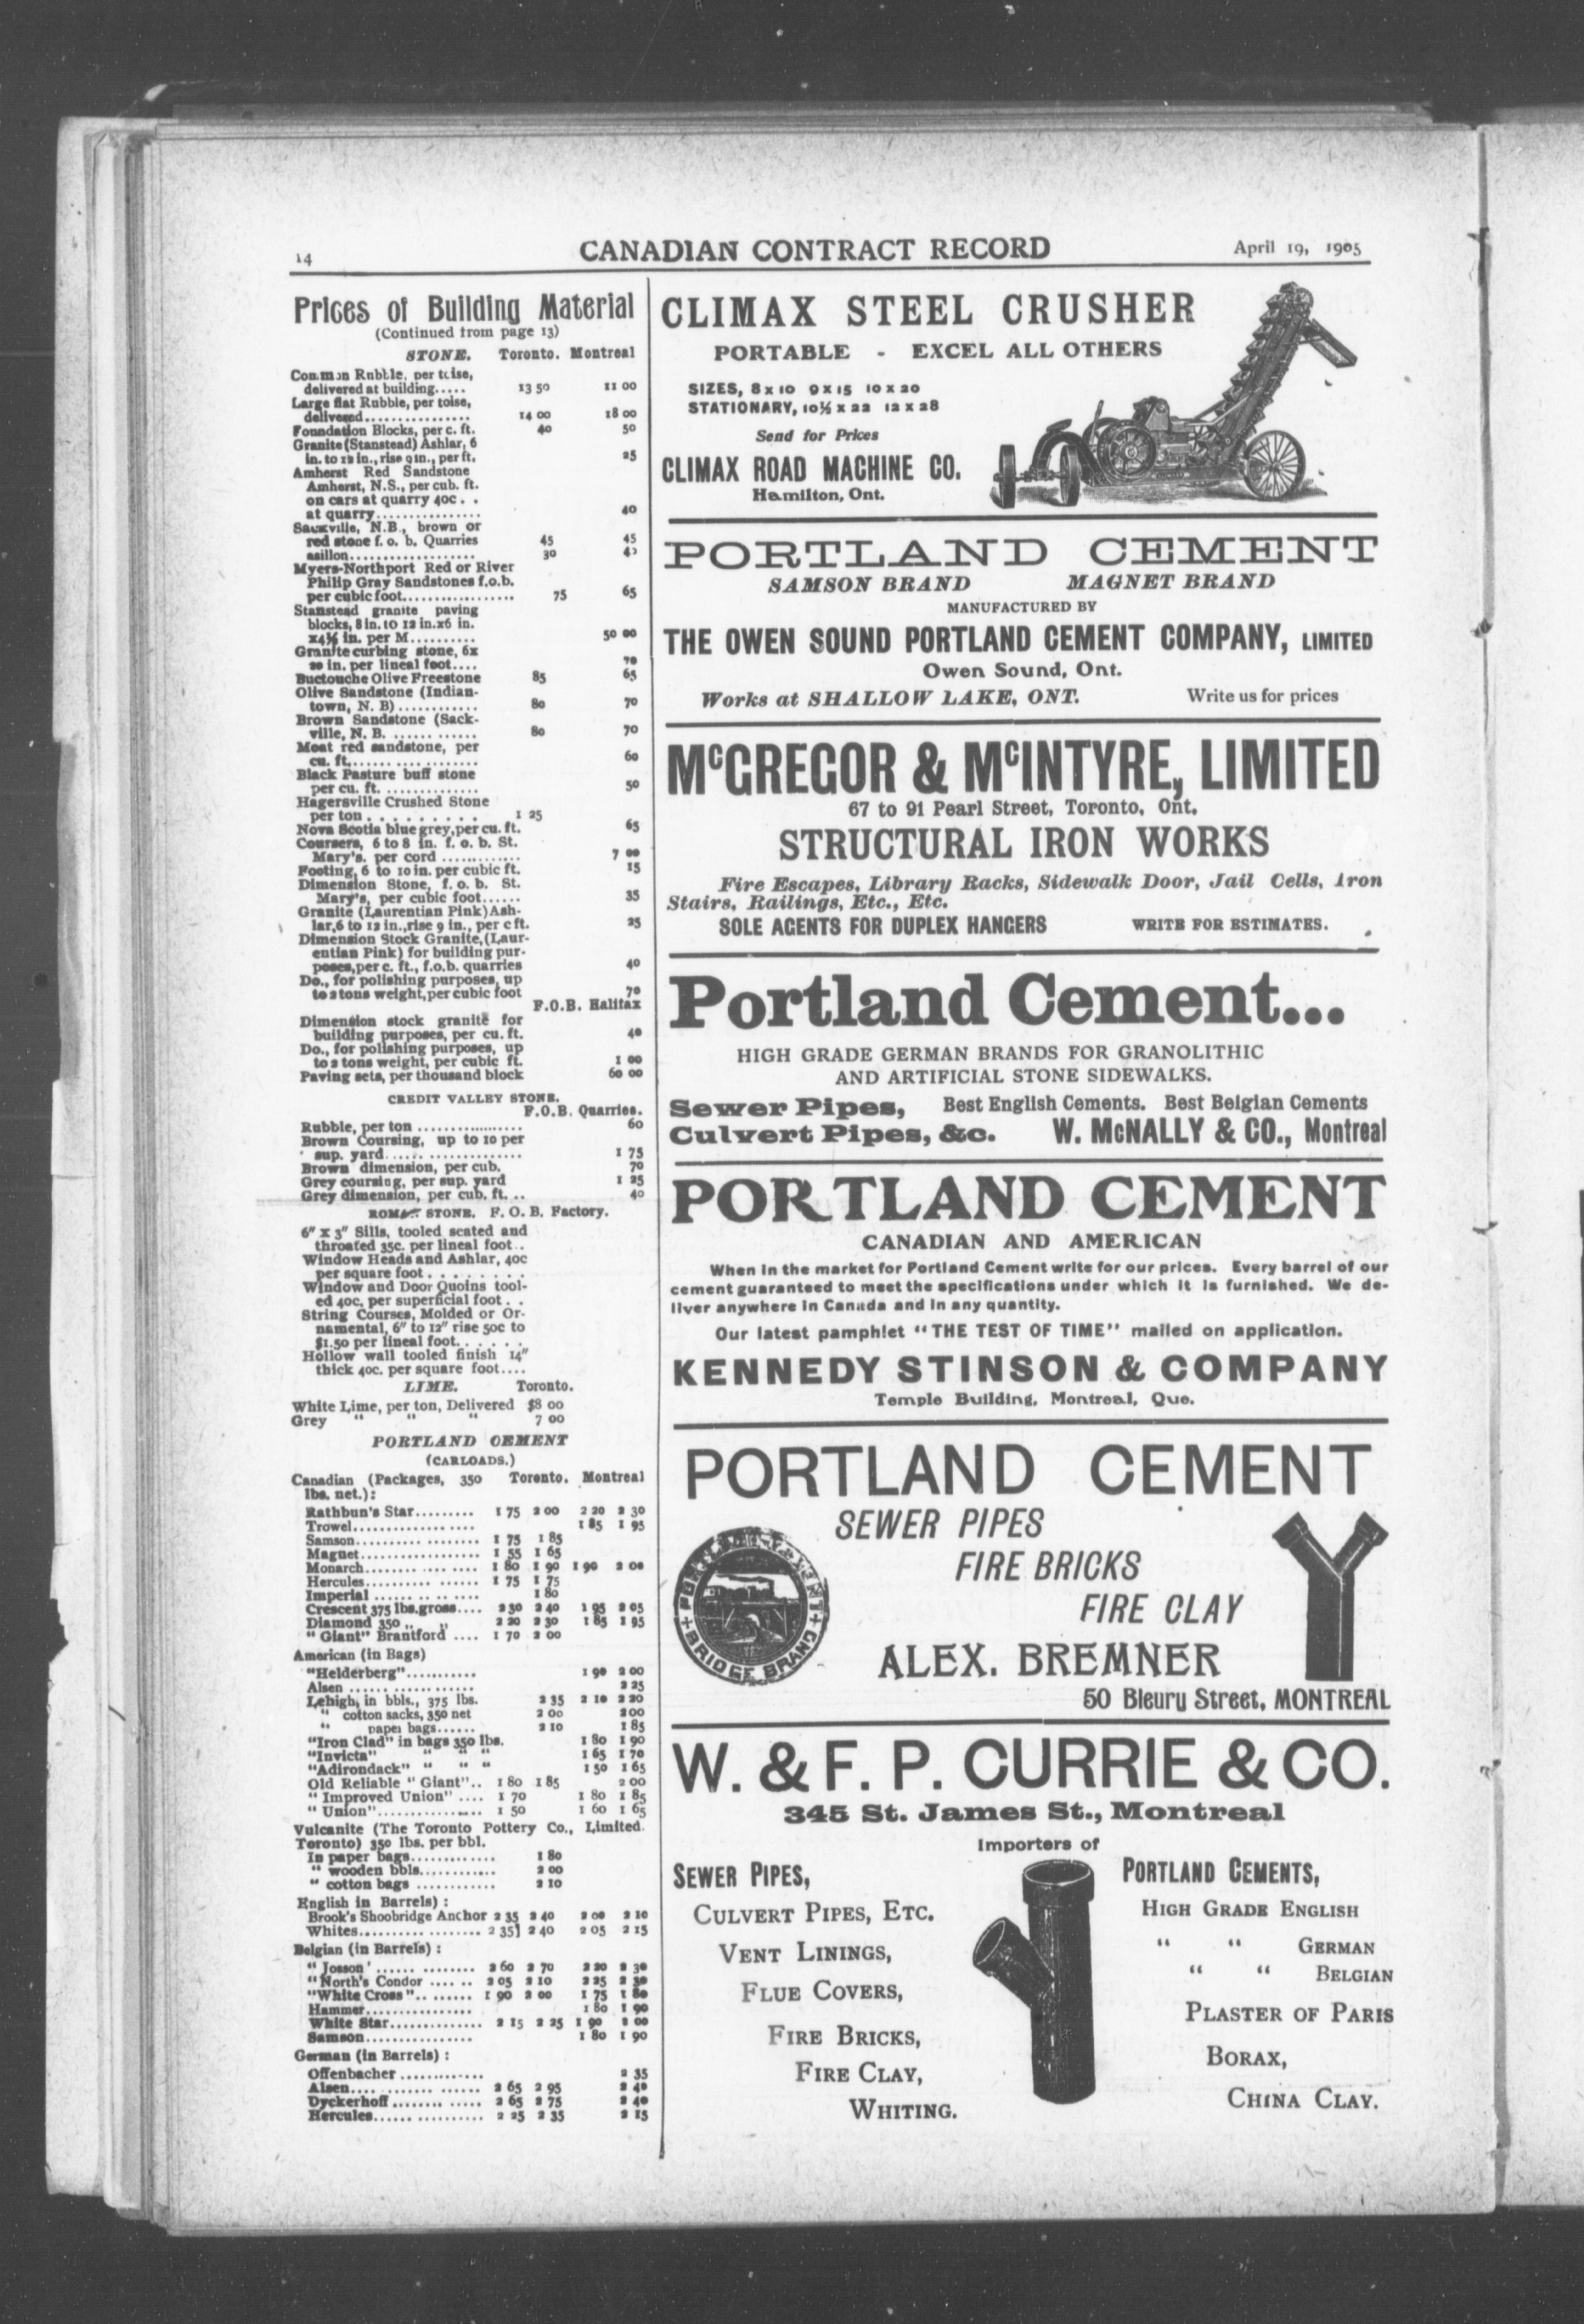 14
CANADIAN CONTRACT RECORD
April 19, 1905
Prices of Building Material
(Continued from page 13)
STONE. Toronto. Montreal
Common Rubble, per toise,
delivered at building..... 13 50 11 00
Large flat Rubble, per toise,
delivered................ 14 00 18 00
Foundation Blocks, per c. ft. 40 50
Granite (Stanstead) Ashlar, 6
in. to 12 in., rise 9 in., per ft. 25
Amherst Red Sandstone
Amherst, N.S., per cub. ft.
on cars at quarry 40c . .
at quarry................ 40
Sackville, N.B., brown or
red stone f. o. b. Quarries 45 45
30
Myers-Northport Red or River
Philip Gray Sandstones f.o.b.
per cubic foot................. 75 65
Stanstead granite paving
blocks, 8 in. to 12 in.x6 in.
x4½ in. per M.......... 50 00
Granite curbing stone, 6x
in. per lineal foot.... 70
Buctouche Olive Freestone 85 65
Olive Sandstone (Indian-
town, N. B)............ 80 70
Brown Sandstone (Sack-
ville, N. B. ............ 80 70
Moat red sandstone, per
cu. ft................... 60
Black Pasture buff stone
per cu. ft. .............. 50
Hagersville Crushed Stone
per ton . . . . . . . . . 1 25
Nova Scotia blue grey, per cu. ft. 65
Coursers, 6 to 8 in. f. o. b. St.
Mary's. per cord ............ 7 00
Footing, 6 to 10 in. per cubic ft. 15
Dimension Stone, f. o. b. St.
Mary's, per cubic foot...... 35
Granite (Laurentian Pink) Ash-
lar, 6 to 12 in., rise 9 in., per c ft. 25
Dimension Stock Granite, (Laur-
entian Pink) for building pur-
poses, per c. ft., f.o.b. quarries 40
Do., for polishing purposes, up
to 2 tons weight, per cubic foot 70
F.O.B. Halifax
Dimension stock granite for
building purposes, per cu. ft. 40
Do., for polishing purposes, up
to 2 tons weight, per cubic ft. 1 00
Paving sets, per thousand block 60 00
CREDIT VALLEY STONE.
F.O.B. Quarries.
Rubble, per ton .................. 60
Brown Coursing, up to 10 per
sup. yard.................... 1 75
Brown dimension, per cub. 70
Grey coursing, per sup. yard 1 25
Grey dimension, per cub. ft. .. 40
ROMAN STONE. F. O. B. Factory.
6" x 3" Sills, tooled seated and
throated 35c. per lineal foot..
Window Heads and Ashlar, 40c
per square foot . . . . . . . .
Window and Door Quoins tool-
ed 40c. per superficial foot . .
String Courses, Molded or Or-
namental, 6" to 12" rise 50c to
$1.50 per lineal foot. . . . . .
Hollow wall tooled finish 14"
thick 40c. per square foot....
LIME. Toronto.
White Lime, per ton, Delivered $8 00
Grey " " " 7 00
PORTLAND CEMENT
(CARLOADS.)
Canadian (Packages, 350 Toronto. Montreal
lbs. net.):
Rathbun's Star......... 1 75 2 00 2 20 2 30
Trowel.................. 1 85 1 95
Samson.................. 1 75 1 85
Magnet.................. 1 55 1 65
Monarch................ 1 80 1 90 1 90 2 00
Hercules................ 1 75 1 75
Imperial ................ 1 80
Crescent 375 lbs. gross.... 2 30 2 40 1 95 2 05
Diamond 350 ,, ,, 2 20 2 30 1 85 1 95
"Giant" Brantford .... 1 70 2 00
American (in Bags)
"Helderberg"........... 1 90 2 00
Alsen .................. 2 25
Lehigh, in bbls., 375 lbs. 2 35 2 10 2 20
" cotton sacks, 350 net 2 00 200
" paper bags...... 2 10 1 85
"Iron Clad" in bags 350 lbs. 1 80 1 90
"Invicta" " " " 1 65 1 70
"Adirondack" " " " 1 50 1 65
Old Reliable "Giant".. 1 80 1 85 2 00
"Improved Union" .... 1 70 1 80 1 85
"Union"................ 1 50 1 60 1 65
Vulcanite (The Toronto Pottery Co., Limited.
Toronto) 350 lbs. per bbl.
In paper bags............. 1 80
" wooden bbls............ 2 00
" cotton bags ............ 2 10
English in Barrels) :
Brook's Shoobridge Anchor 2 35 2 40 2 00 2 10
Whites................... 2 35 2 40 2 05 2 15
Belgian (in Barrels) :
"Josson' ................ 2 60 2 70 2 20 2 30
"North's Condor ...... 2 05 2 10 2 25 2 30
"White Cross".......... 1 90 2 00 1 75 1 80
Hammer................ 1 80 1 90
White Star.............. 2 15 2 25 1 90 2 00
Samson................ 1 80 1 90
German (in Barrels) :
Offenbacher ............. 2 35
Alsen.................... 2 65 2 95 2 40
Dyckerhoff.............. 2 65 2 75 2 40
Hercules................ 2 25 2 35 2 15
CLIMAX STEEL CRUSHER
PORTABLE - EXCEL ALL OTHERS
SIZES, 8 x 10 9 x 15 10 x 20
STATIONARY, 10½ x 22 12 x 28
Send for Prices
CLIMAX ROAD MACHINE CO.
Hamilton, Ont.
PORTLAND CEMENT
SAMSON BRAND MAGNET BRAND
MANUFACTURED BY
THE OWEN SOUND PORTLAND CEMENT COMPANY, LIMITED
Owen Sound, Ont.
Works at SHALLOW LAKE, ONT. Write us for prices
McGREGOR & McINTYRE, LIMITED
67 to 91 Pearl Street, Toronto, Ont.
STRUCTURAL IRON WORKS
Fire Escapes, Library Racks, Sidewalk Door, Jail Cells, Iron
Stairs, Railings, Etc., Etc.
SOLE AGENTS FOR DUPLEX HANGERS WRITE FOR ESTIMATES.
Portland Cement...
HIGH GRADE GERMAN BRANDS FOR GRANOLITHIC
AND ARTIFICIAL STONE SIDEWALKS.
Sewer Pipes, Best English Cements. Best Belgian Cements
Culvert Pipes, &c. W. McNALLY & CO., Montreal
PORTLAND CEMENT
CANADIAN AND AMERICAN
When in the market for Portland Cement write for our prices. Every barrel of our
cement guaranteed to meet the specifications under which it is furnished. We de-
liver anywhere in Canada and in any quantity.
Our latest pamphlet "THE TEST OF TIME" mailed on application.
KENNEDY STINSON & COMPANY
Temple Building, Montreal, Que.
PORTLAND CEMENT
SEWER PIPES
FIRE BRICKS
FIRE CLAY
PORTLAND CEMENT
BRIDGE BRAND
ALEX. BREMNER
50 Bleury Street, MONTREAL
W. & F. P. CURRIE & CO.
345 St. James St., Montreal
Importers of
SEWER PIPES,
CULVERT PIPES, ETC.
VENT LININGS,
FLUE COVERS,
FIRE BRICKS,
FIRE CLAY,
WHITING.
PORTLAND CEMENTS,
HIGH GRADE ENGLISH
" " GERMAN
" " BELGIAN
PLASTER OF PARIS
BORAX,
CHINA CLAY.